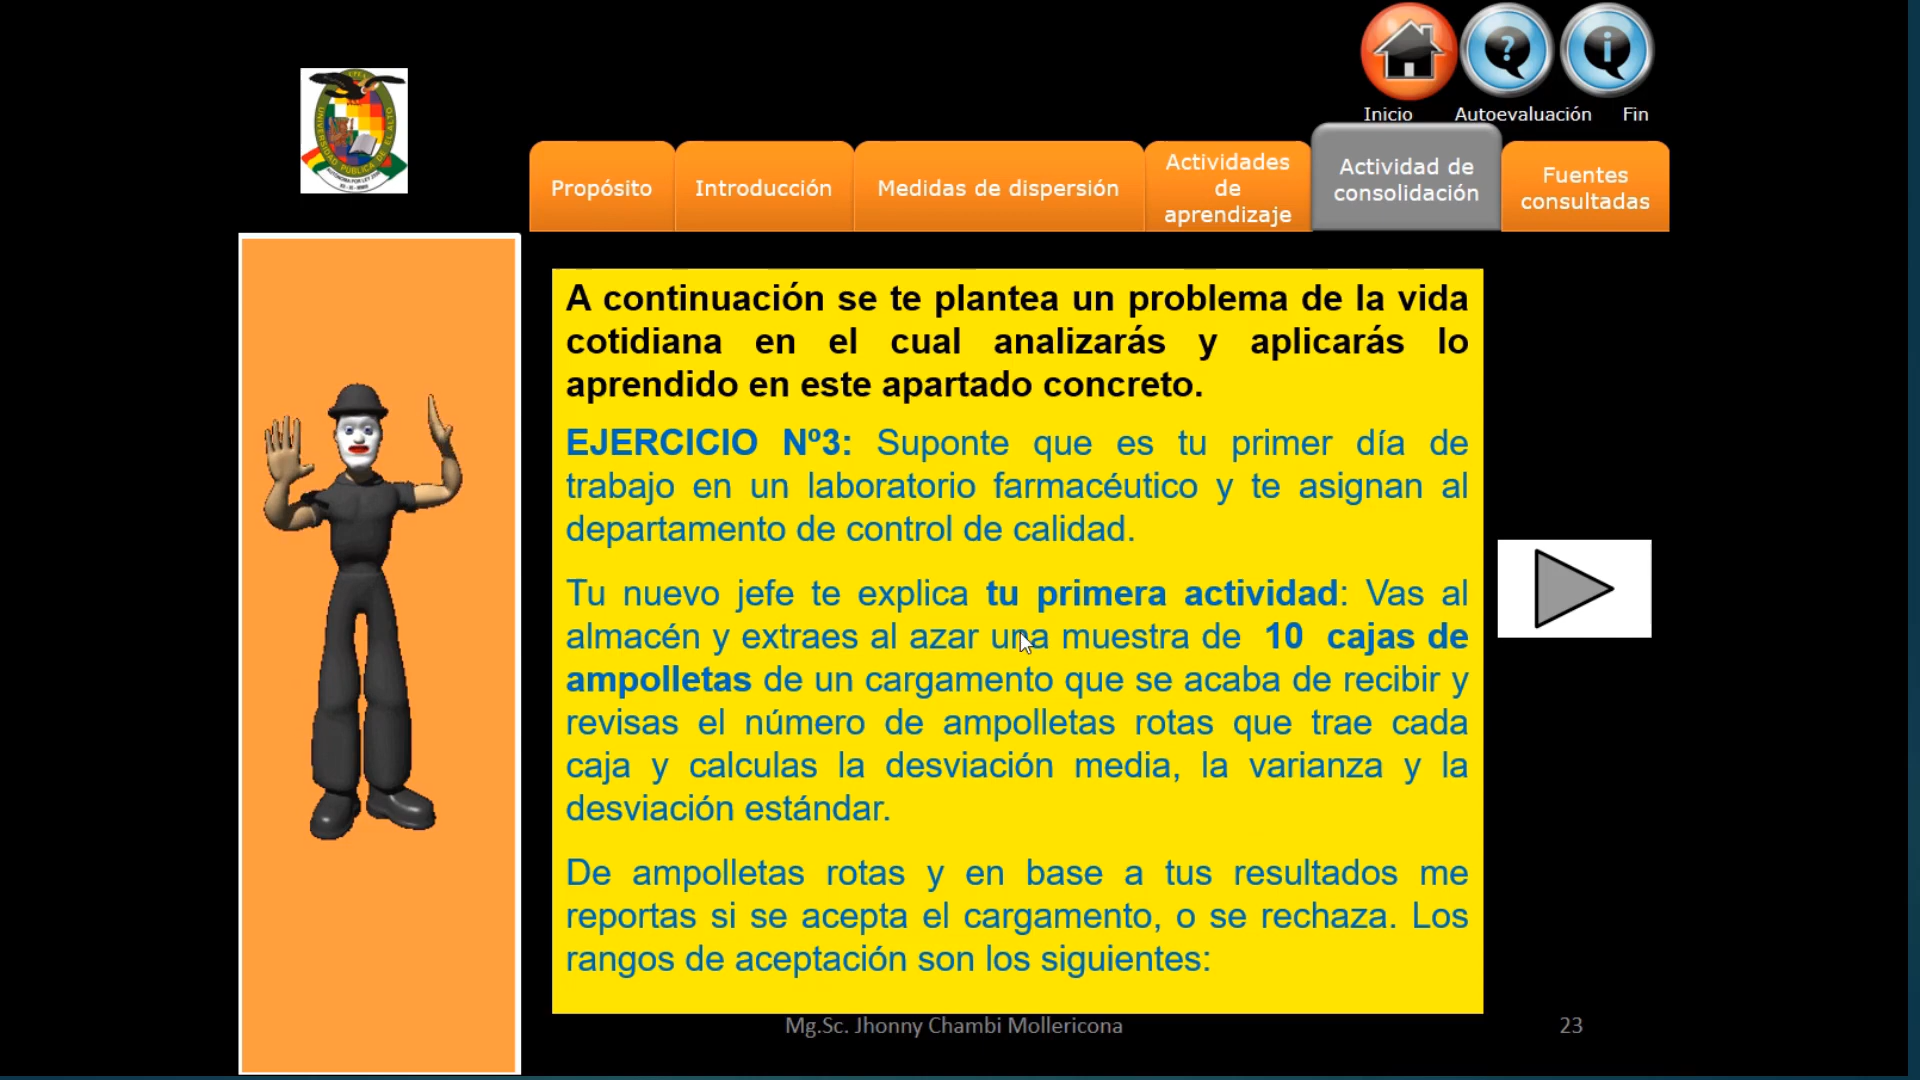 Inicio
Autoevaluación
Fin
Propósito
Introducción
Medidas de dispersión
Actividades
de
aprendizaje
Actividad de
consolidación
Fuentes
consultadas
A continuación se te plantea un problema de la vida
cotidiana en el cual analizarás y aplicarás lo
aprendido en este apartado concreto.
EJERCICIO Nº3: Suponte que es tu primer día de
trabajo en un laboratorio farmacéutico y te asignan al
departamento de control de calidad.
Tu nuevo jefe te explica tu primera actividad: Vas al
almacén y extraes al azar una muestra de 10 cajas de
ampolletas de un cargamento que se acaba de recibir y
revisas el número de ampolletas rotas que trae cada
caja y calculas la desviación media, la varianza y la
desviación estándar.
De ampolletas rotas y en base a tus resultados me
reportas si se acepta el cargamento, o se rechaza. Los
rangos de aceptación son los siguientes:
Mg.Sc. Jhonny Chambi Mollericona
23